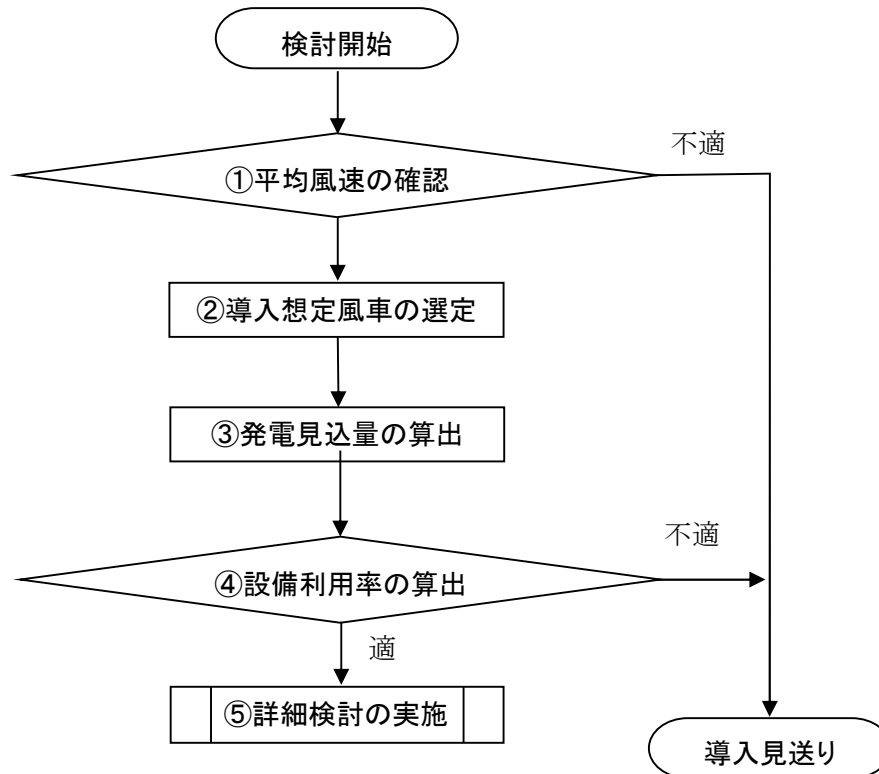 検討開始
不適
①平均風速の確認
②導入想定風車の選定
③発電見込量の算出
不適
④設備利用率の算出
適
⑤詳細検討の実施
導入見送り